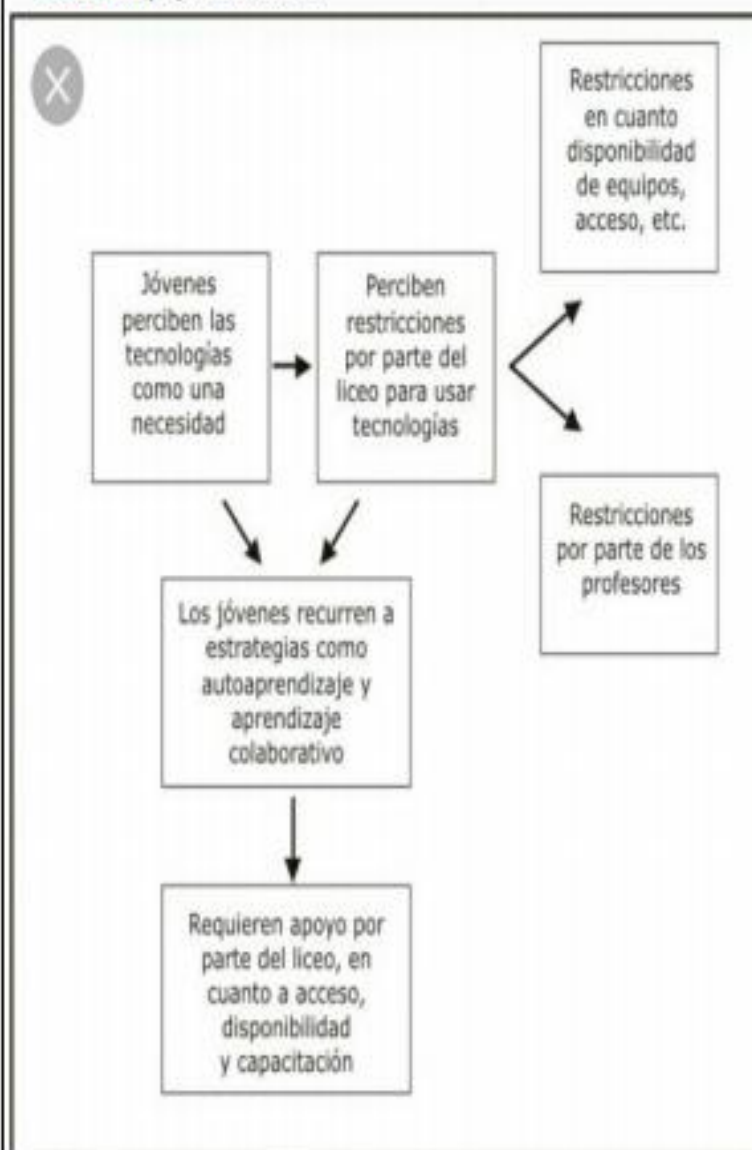 Jóvenes
perciben las
tecnologías
como una
necesidad
Perciben
restricciones
por parte del
liceo para usar
tecnologías
Restricciones
en cuanto
disponibilidad
de equipos,
acceso, etc.
Restricciones
por parte de los
profesores
Los jóvenes recurren a
estrategias como
autoaprendizaje y
aprendizaje
colaborativo
Requieren apoyo por
parte del liceo, en
cuanto a acceso,
disponibilidad
y capacitación